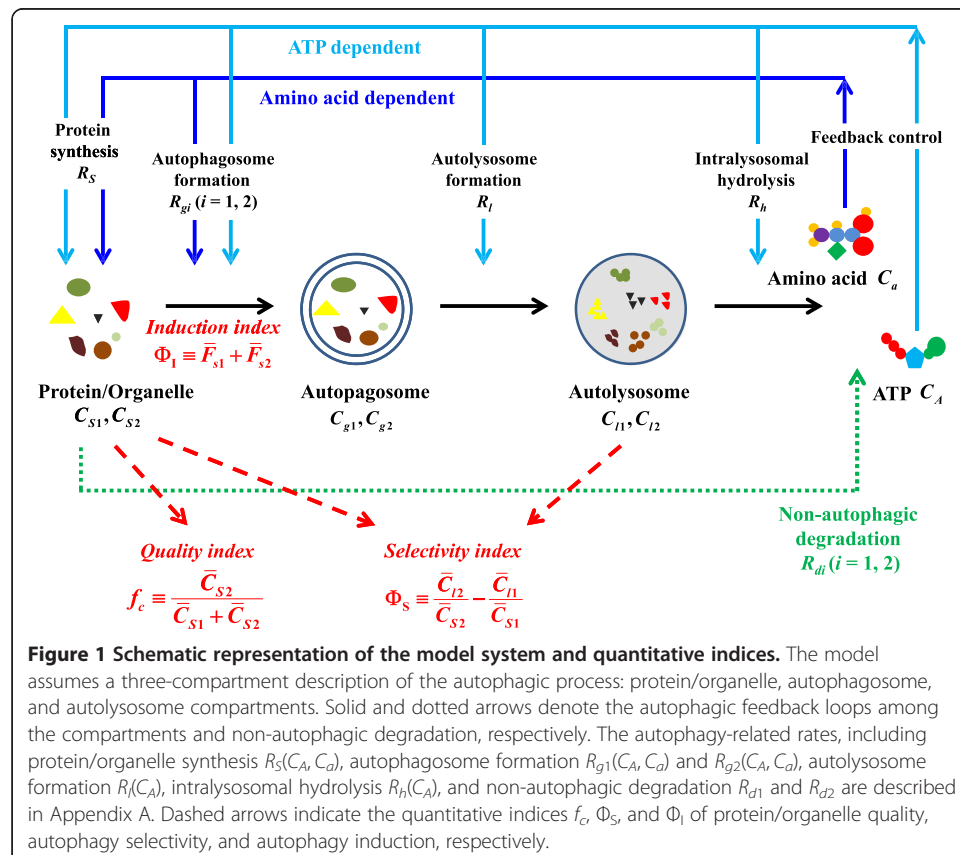 ATP dependent
Amino acid dependent
Protein
synthesis
R_S
Autophagosome
formation
R_gi (i = 1, 2)
Autolysosome
formation
R_l
Intralysosomal
hydrolysis
R_h
Feedback control
Amino acid C_a
Induction index
Φ_I ≡ F̅_s1 + F̅_s2
Protein/Organelle
C_S1, C_S2
Autopagosome
C_g1, C_g2
Autolysosome
C_l1, C_l2
ATP C_A
Non-autophagic
degradation
R_di (i = 1, 2)
Quality index
f_c ≡ C̅_S2 / (C̅_S1 + C̅_S2)
Selectivity index
Φ_S ≡ C̅_l2 / C̅_S2 − C̅_l1 / C̅_S1
Figure 1 Schematic representation of the model system and quantitative indices. The model
assumes a three-compartment description of the autophagic process: protein/organelle, autophagosome,
and autolysosome compartments. Solid and dotted arrows denote the autophagic feedback loops among
the compartments and non-autophagic degradation, respectively. The autophagy-related rates, including
protein/organelle synthesis R_S(C_A, C_a), autophagosome formation R_g1(C_A, C_a) and R_g2(C_A, C_a), autolysosome
formation R_l(C_A), intralysosomal hydrolysis R_h(C_A), and non-autophagic degradation R_d1 and R_d2 are described
in Appendix A. Dashed arrows indicate the quantitative indices f_c, Φ_S, and Φ_I of protein/organelle quality,
autophagy selectivity, and autophagy induction, respectively.